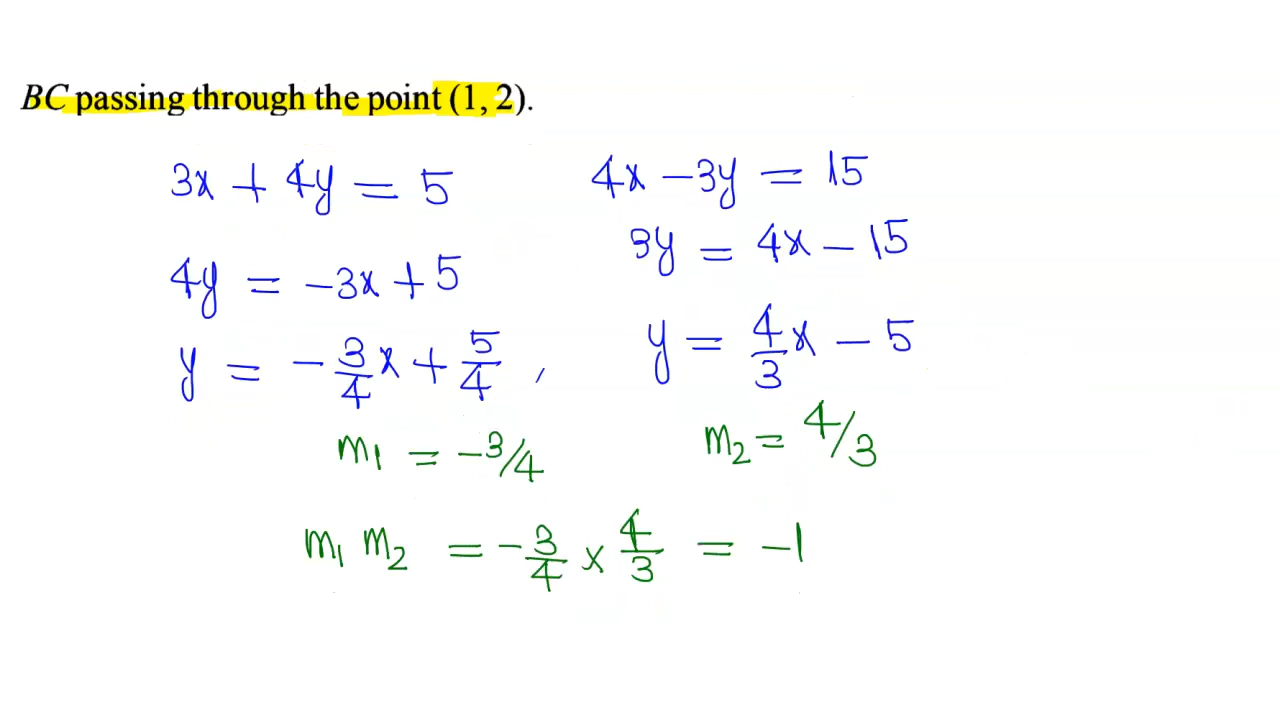 BC passing through the point (1, 2).
3x + 4y = 5
4x - 3y = 15
3y = 4x - 15
4y = -3x + 5
y = -3/4 x + 5/4 ,
y = 4/3 x - 5
m1 = -3/4
m2 = 4/3
m1 m2 = -3/4 x 4/3 = -1